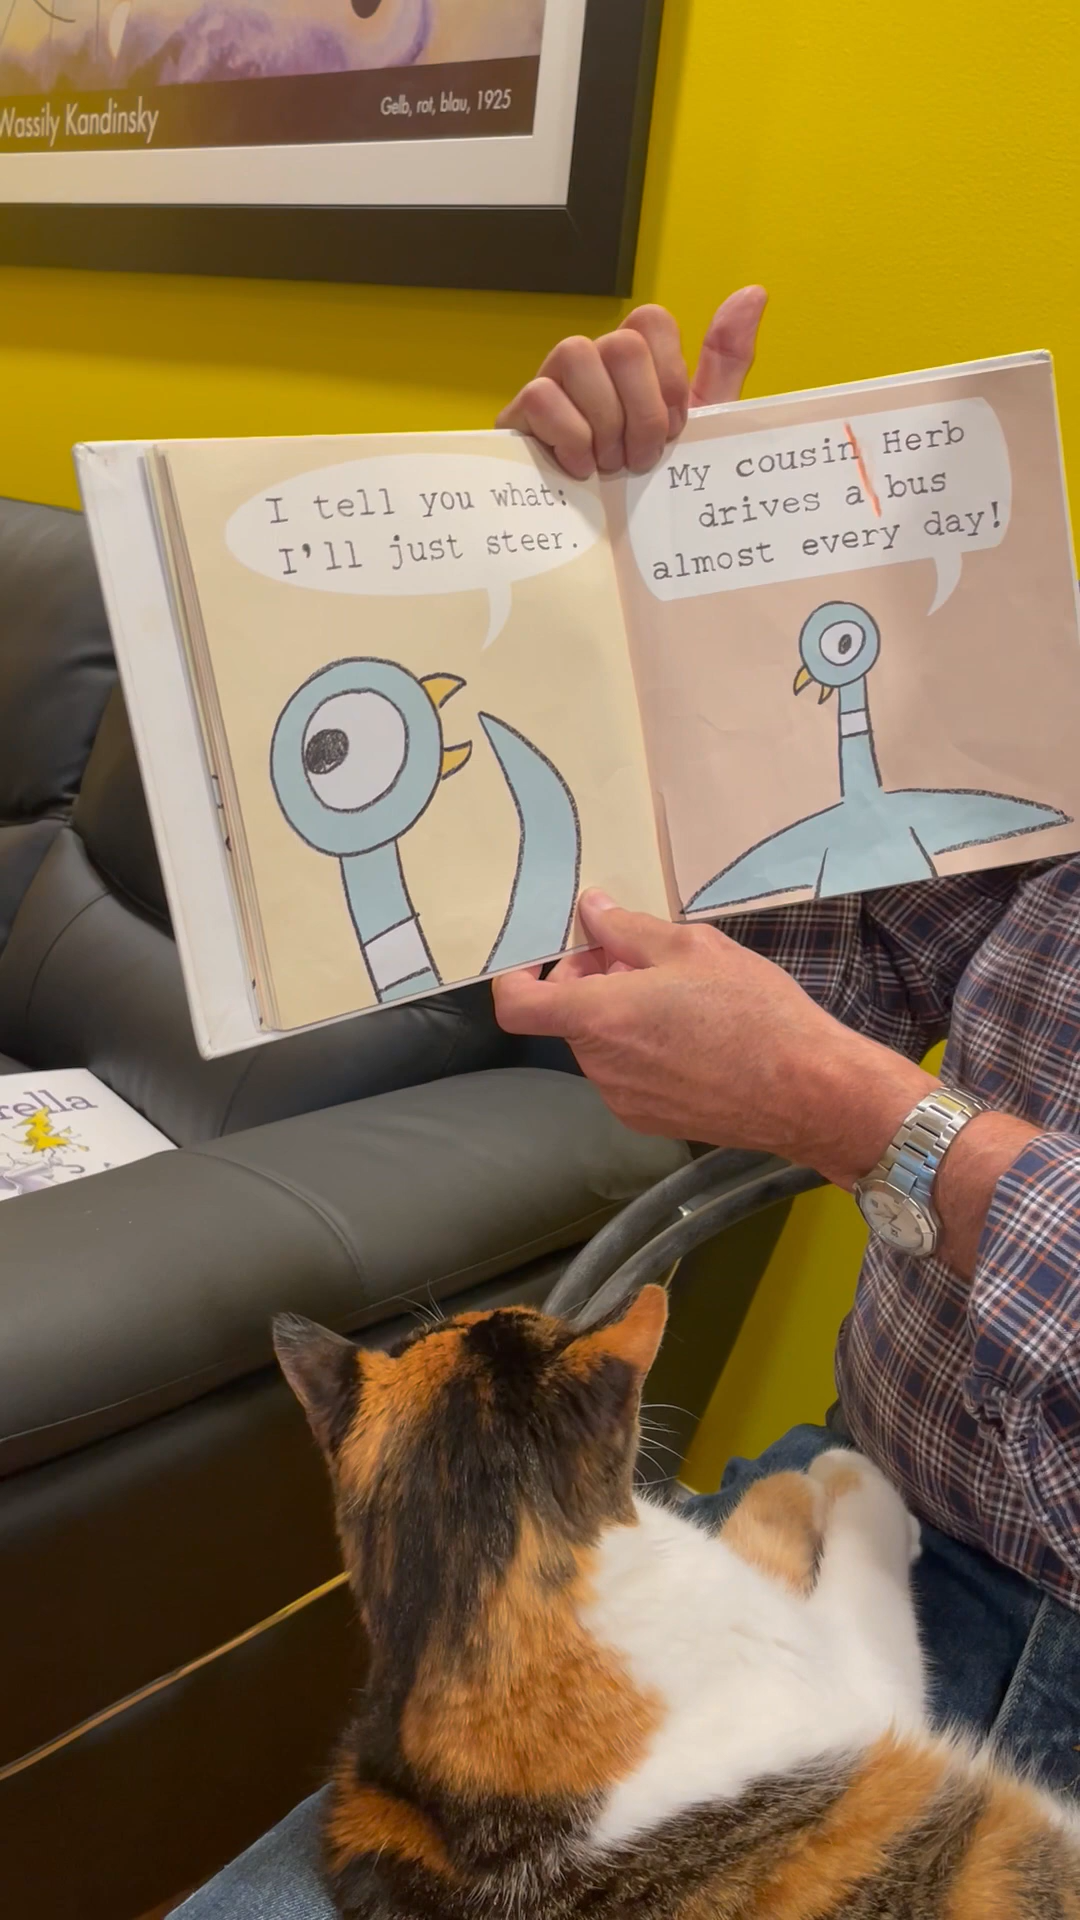 Wassily Kandinsky
Gelb, rot, blau, 1925
I tell you what:
I'll just steer.
My cousin Herb
drives a bus
almost every day!